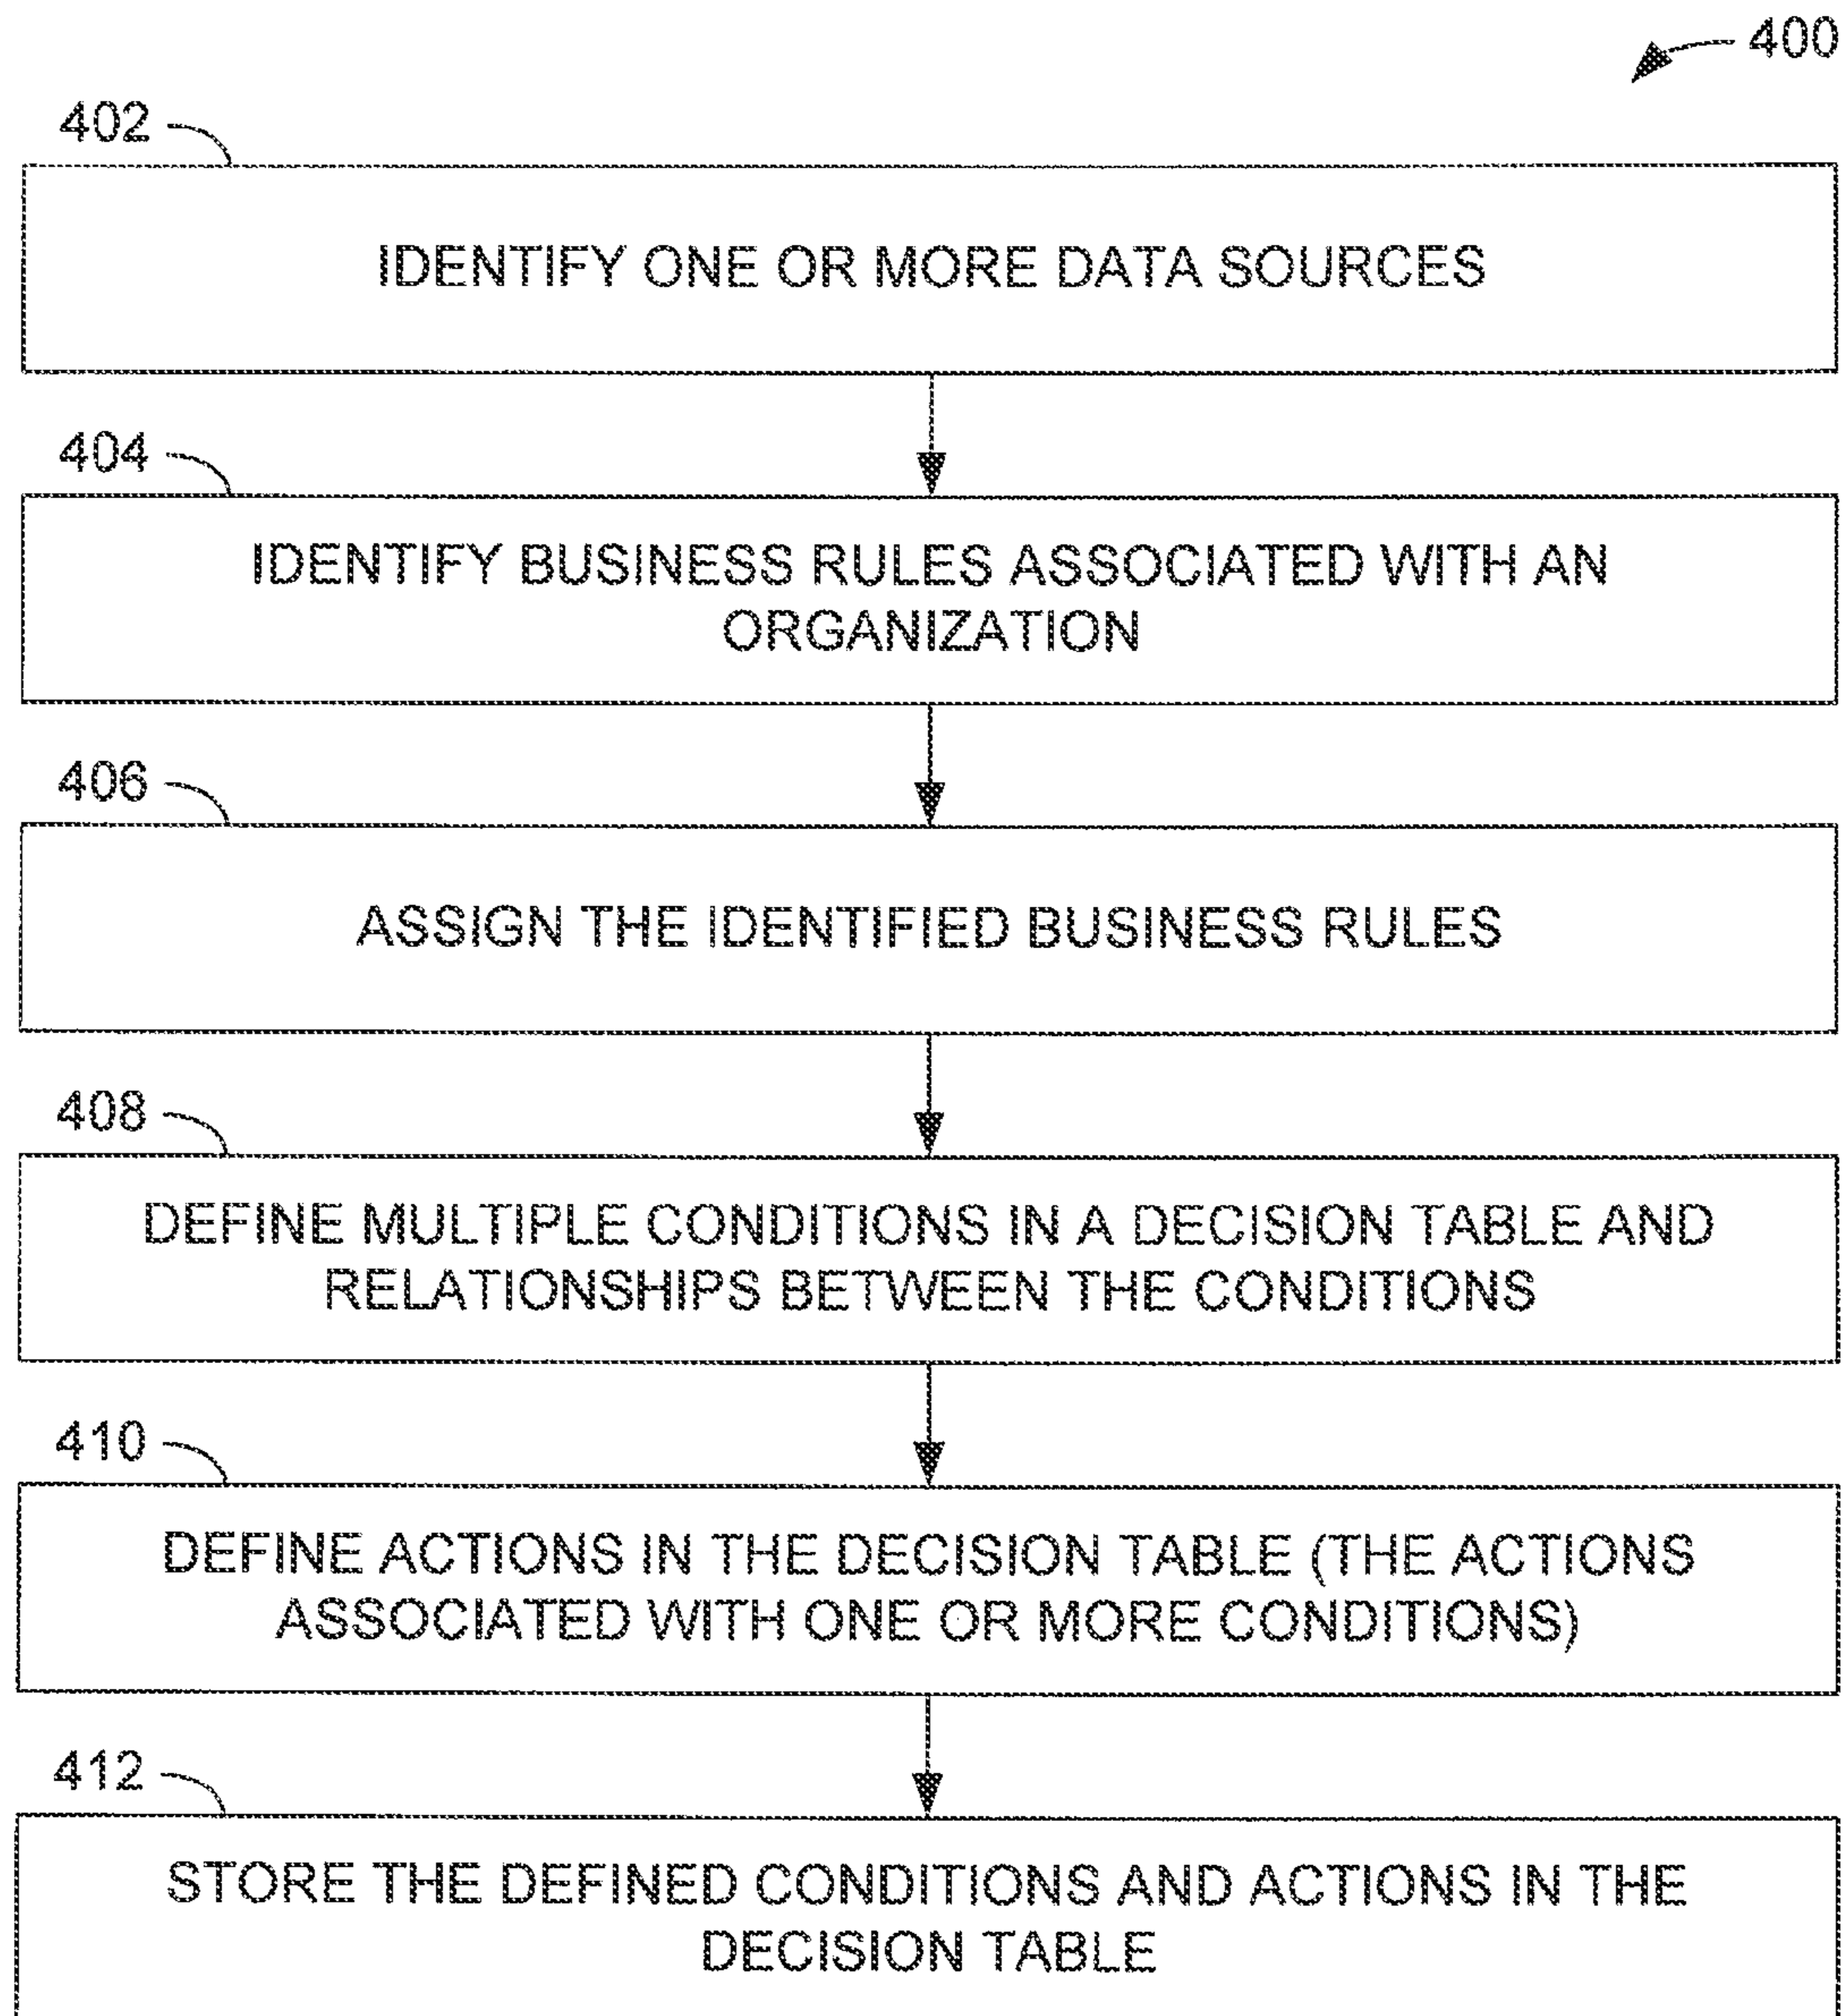 400
402
IDENTIFY ONE OR MORE DATA SOURCES
404
IDENTIFY BUSINESS RULES ASSOCIATED WITH AN
ORGANIZATION
406
ASSIGN THE IDENTIFIED BUSINESS RULES
408
DEFINE MULTIPLE CONDITIONS IN A DECISION TABLE AND
RELATIONSHIPS BETWEEN THE CONDITIONS
410
DEFINE ACTIONS IN THE DECISION TABLE (THE ACTIONS
ASSOCIATED WITH ONE OR MORE CONDITIONS)
412
STORE THE DEFINED CONDITIONS AND ACTIONS IN THE
DECISION TABLE